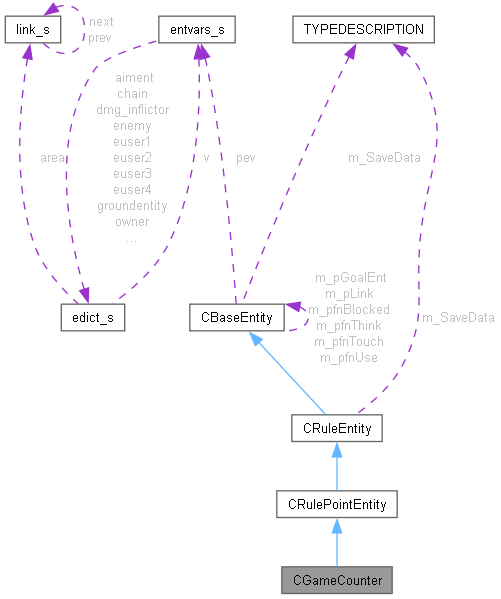 link_s
next
prev
entvars_s
TYPEDESCRIPTION
aiment
chain
dmg_inflictor
enemy
euser1
euser2
euser3
euser4
groundentity
owner
...
area
v
pev
m_SaveData
edict_s
CBaseEntity
m_pGoalEnt
m_pLink
m_pfnBlocked
m_pfnThink
m_pfnTouch
m_pfnUse
m_SaveData
CRuleEntity
CRulePointEntity
CGameCounter